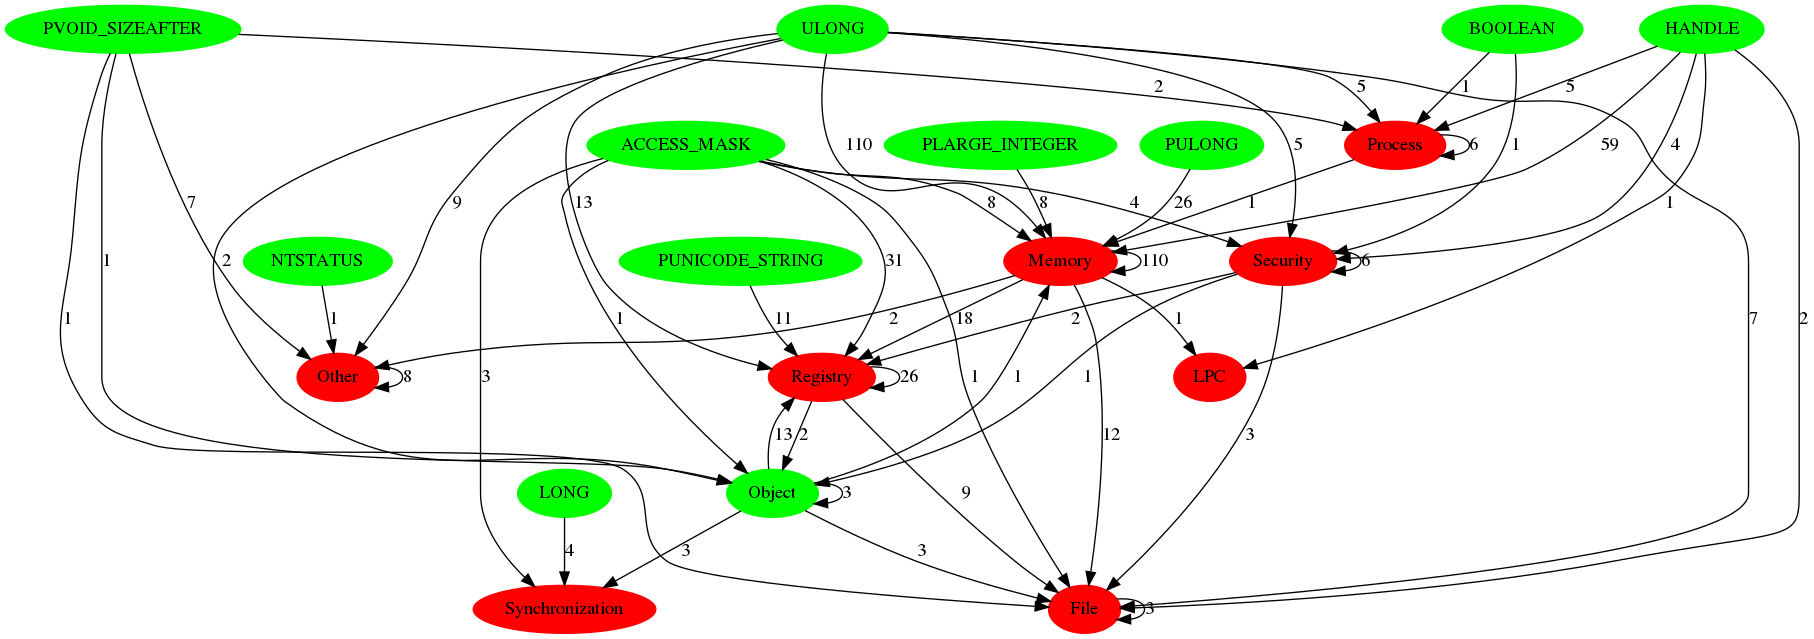 PVOID_SIZEAFTER ULONG BOOLEAN HANDLE
2 5 1 5
ACCESS_MASK PLARGE_INTEGER PULONG Process
110 5 1 59 4 6
7 9 13 8 8 26 4 1 1
NTSTATUS PUNICODE_STRING Memory Security
1 2 31 110 6
1 1 11 1 2 18 2 1 7 2
Other Registry LPC
8 3 26 1 1 1
13 2 12 3
LONG Object
3 9
4 3 3
Synchronization File
3